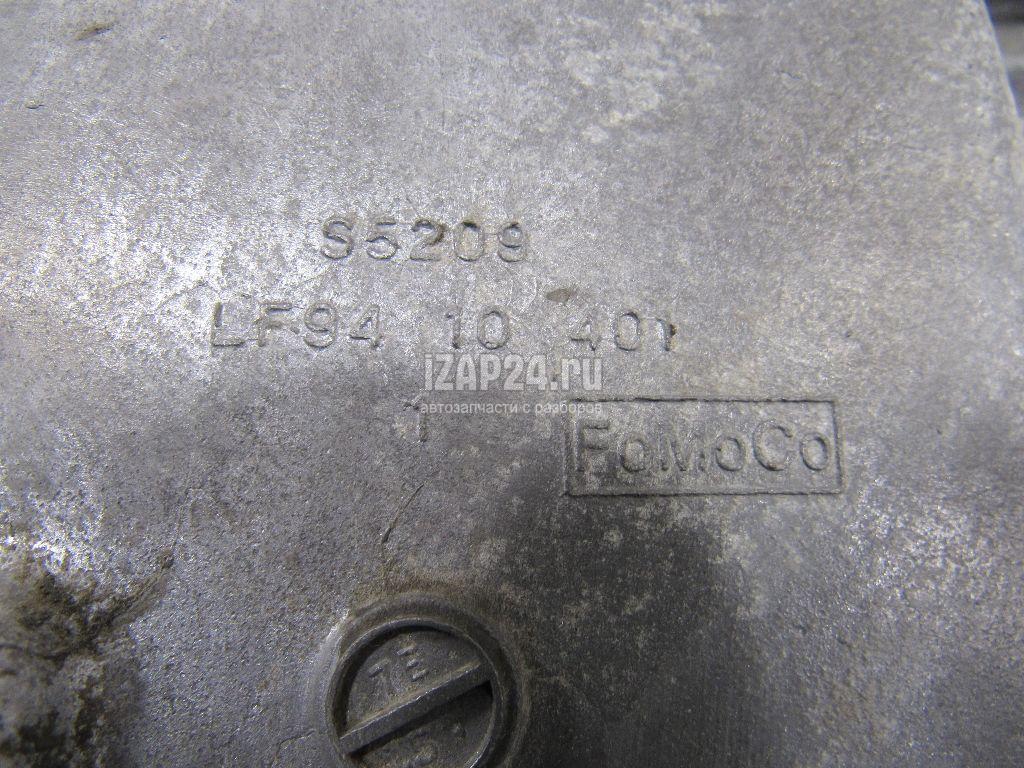 S5209
LF94 10 401
iZAP24.ru
автозапчасти с разборов
1
FoMoCo